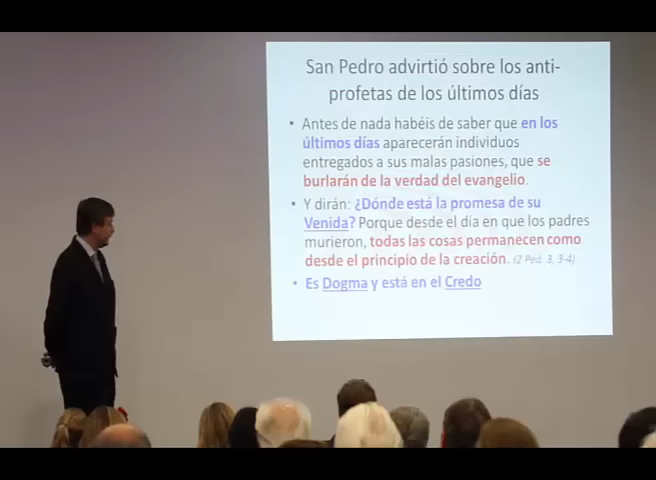 San Pedro advirtió sobre los anti-
profetas de los últimos días
• Antes de nada habéis de saber que en los
últimos días aparecerán individuos
entregados a sus malas pasiones, que se
burlarán de la verdad del evangelio.
• Y dirán: ¿Dónde está la promesa de su
Venida? Porque desde el día en que los padres
murieron, todas las cosas permanecen como
desde el principio de la creación. (2 Ped. 3, 3-4)
• Es Dogma y está en el Credo